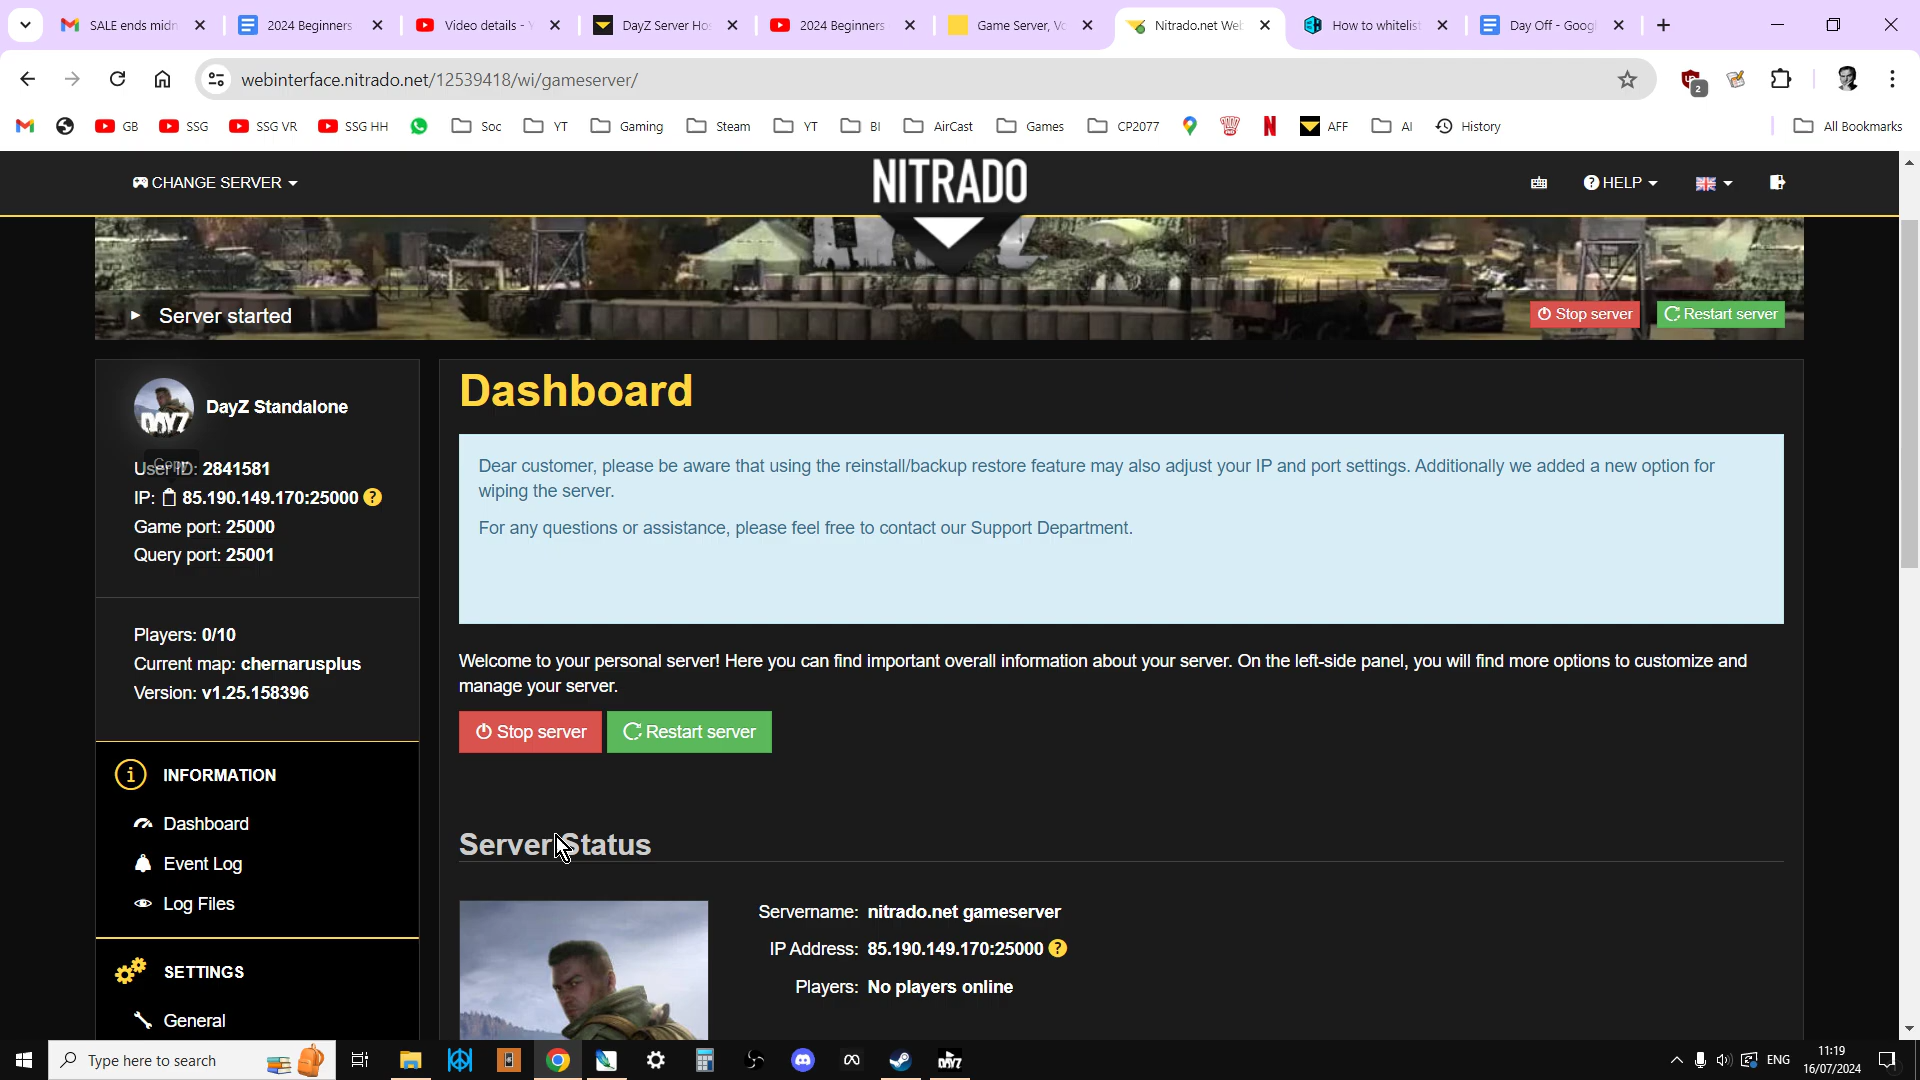 SALE ends midn
2024 Beginners
Video details - Y
DayZ Server Ho
2024 Beginners
Game Server, Vo
Nitrado.net Web
How to whitelist
Day Off - Googl
webinterface.nitrado.net/12539418/wi/gameserver/
2
GB
SSG
SSG VR
SSG HH
Soc
YT
Gaming
Steam
YT
BI
AirCast
Games
CP2077
AFF
AI
History
All Bookmarks
CHANGE SERVER
NITRADO
HELP
Server started
Stop server
Restart server
DAYZ
DayZ Standalone
Copy
User ID: 2841581
IP: 85.190.149.170:25000 ?
Game port: 25000
Query port: 25001
Players: 0/10
Current map: chernarusplus
Version: v1.25.158396
INFORMATION
Dashboard
Event Log
Log Files
SETTINGS
General
Dashboard
Dear customer, please be aware that using the reinstall/backup restore feature may also adjust your IP and port settings. Additionally we added a new option for
wiping the server.
For any questions or assistance, please feel free to contact our Support Department.
Welcome to your personal server! Here you can find important overall information about your server. On the left-side panel, you will find more options to customize and
manage your server.
Stop server
Restart server
Server Status
Servername: nitrado.net gameserver
IP Address: 85.190.149.170:25000 ?
Players: No players online
Type here to search
DAYZ
ENG
11:19
16/07/2024